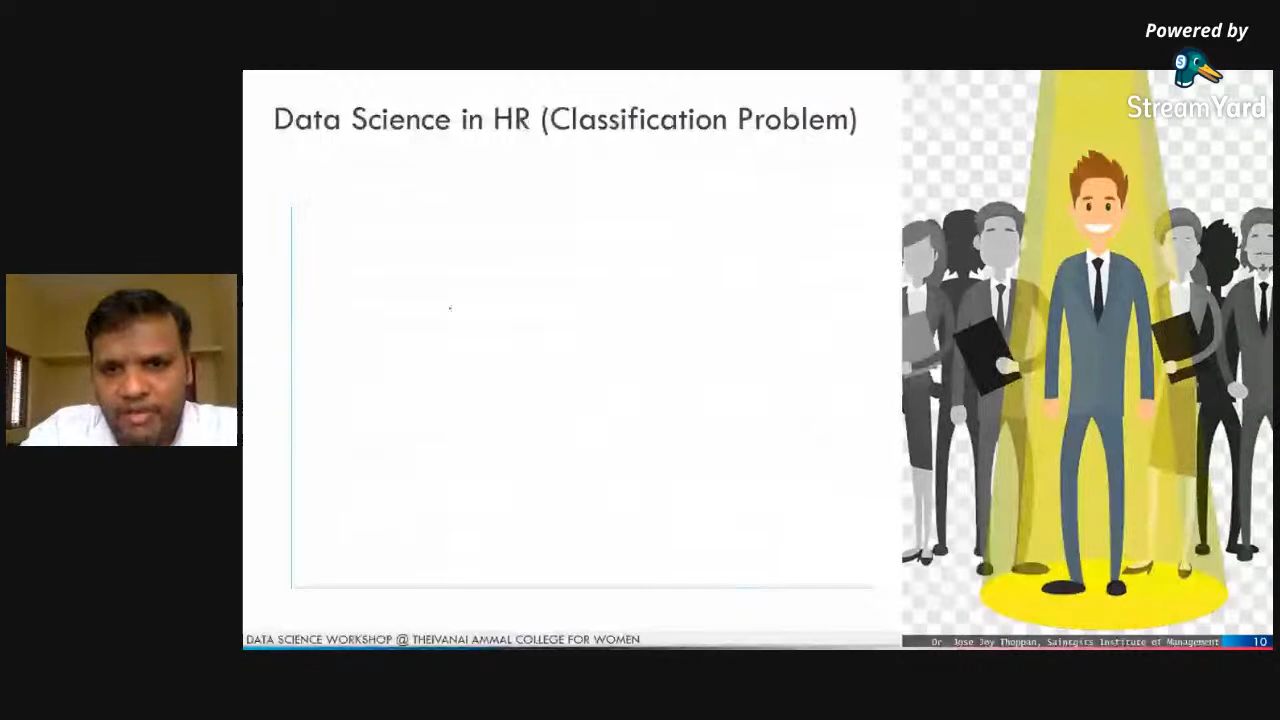 Powered by
StreamYard
Data Science in HR (Classification Problem)
DATA SCIENCE WORKSHOP @ THEIVANAI AMMAL COLLEGE FOR WOMEN
Dr. Jose Joy Thoppan, Saintgits Institute of Management
10